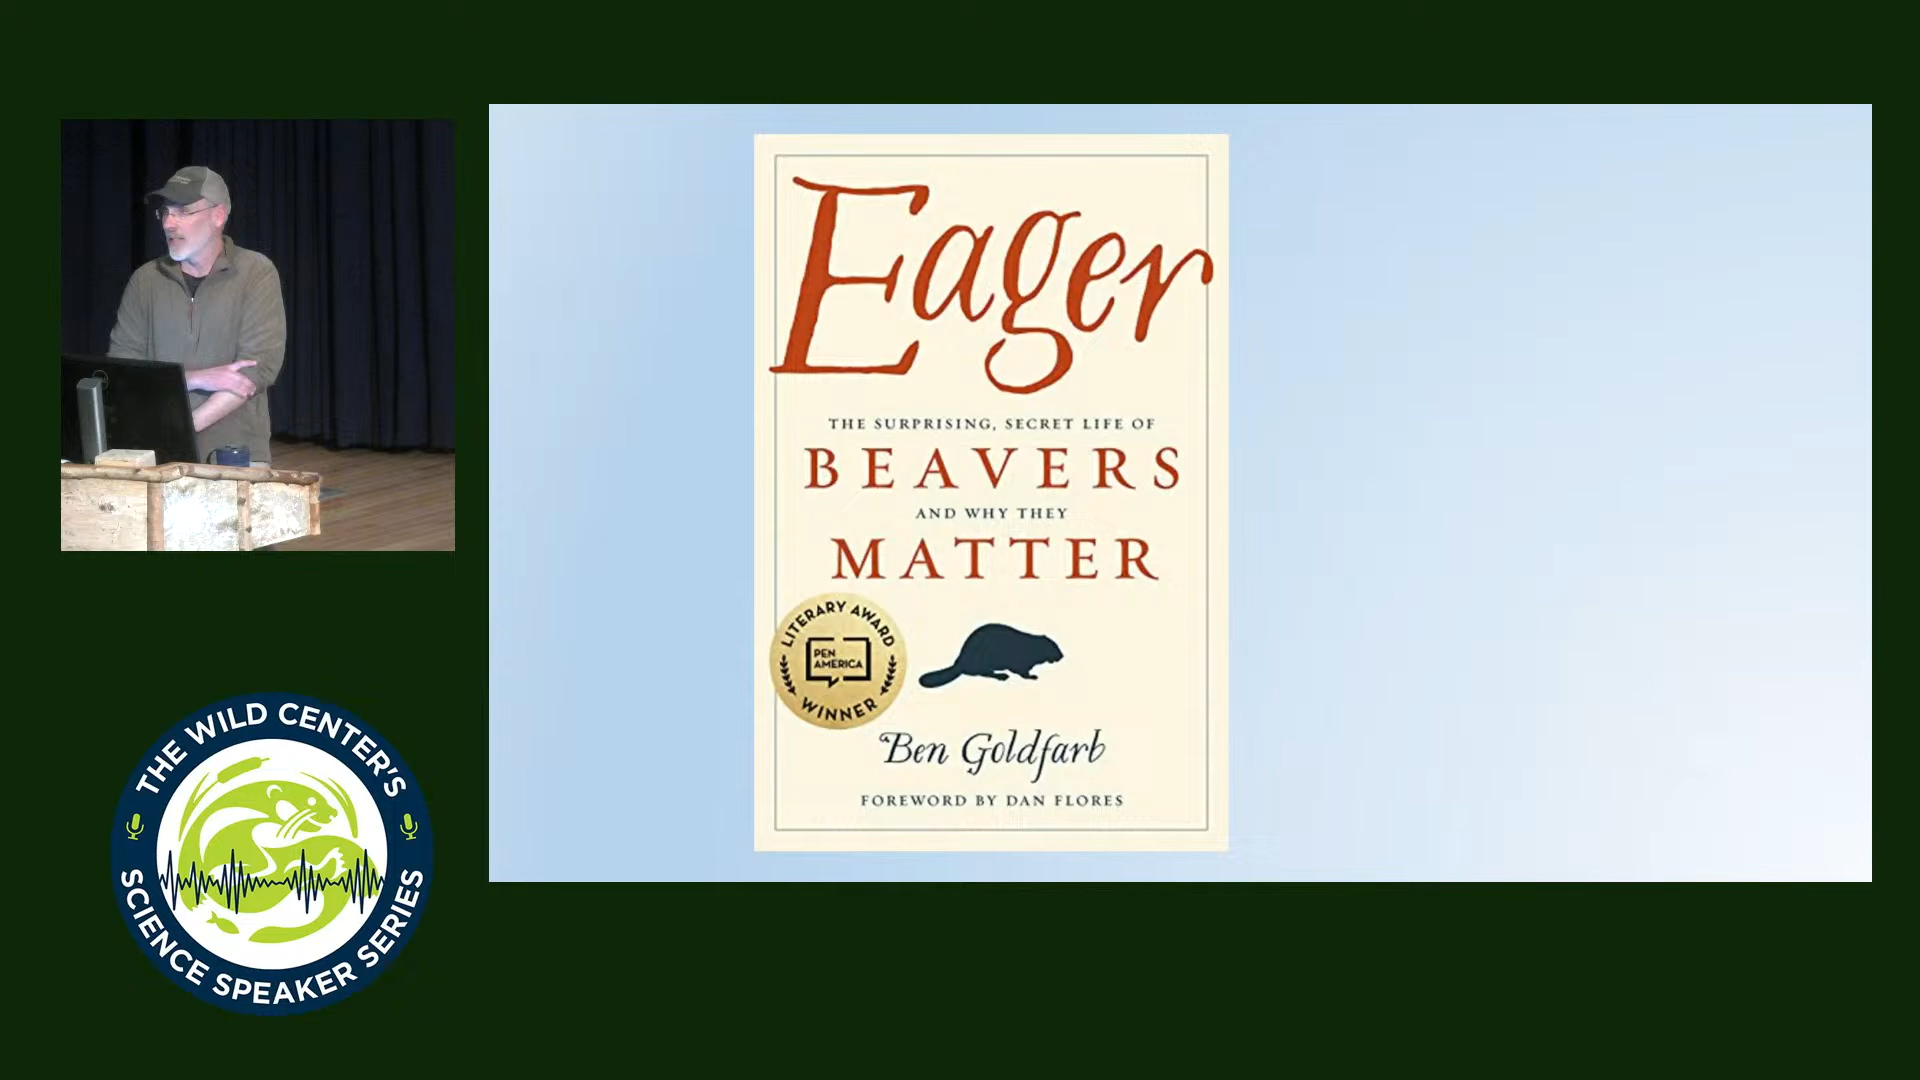 Eager
THE SURPRISING, SECRET LIFE OF
BEAVERS
AND WHY THEY
MATTER
LITERARY AWARD
PEN
AMERICA
WINNER
Ben Goldfarb
FOREWORD BY DAN FLORES
THE WILD CENTER'S
SCIENCE SPEAKER SERIES